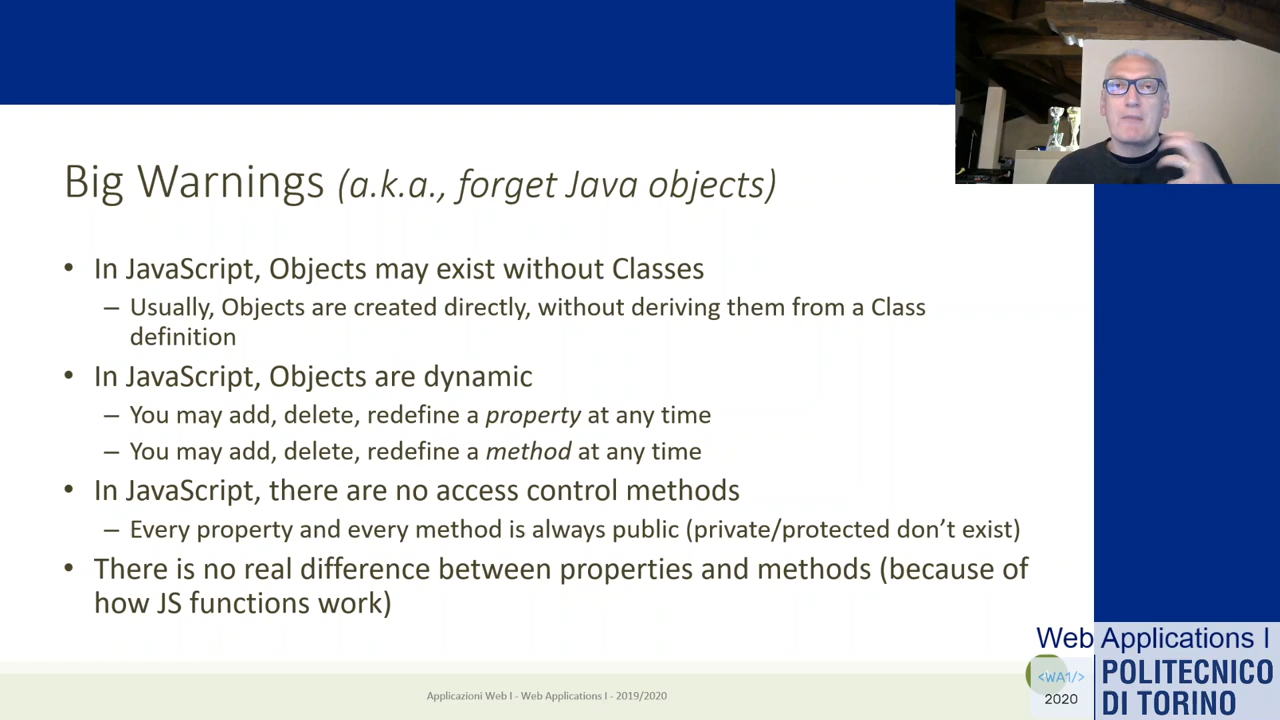 Big Warnings (a.k.a., forget Java objects)
• In JavaScript, Objects may exist without Classes
– Usually, Objects are created directly, without deriving them from a Class
definition
• In JavaScript, Objects are dynamic
– You may add, delete, redefine a property at any time
– You may add, delete, redefine a method at any time
• In JavaScript, there are no access control methods
– Every property and every method is always public (private/protected don’t exist)
• There is no real difference between properties and methods (because of
how JS functions work)
Applicazioni Web I - Web Applications I - 2019/2020
Web Applications I
<WA1/>
2020
POLITECNICO
DI TORINO